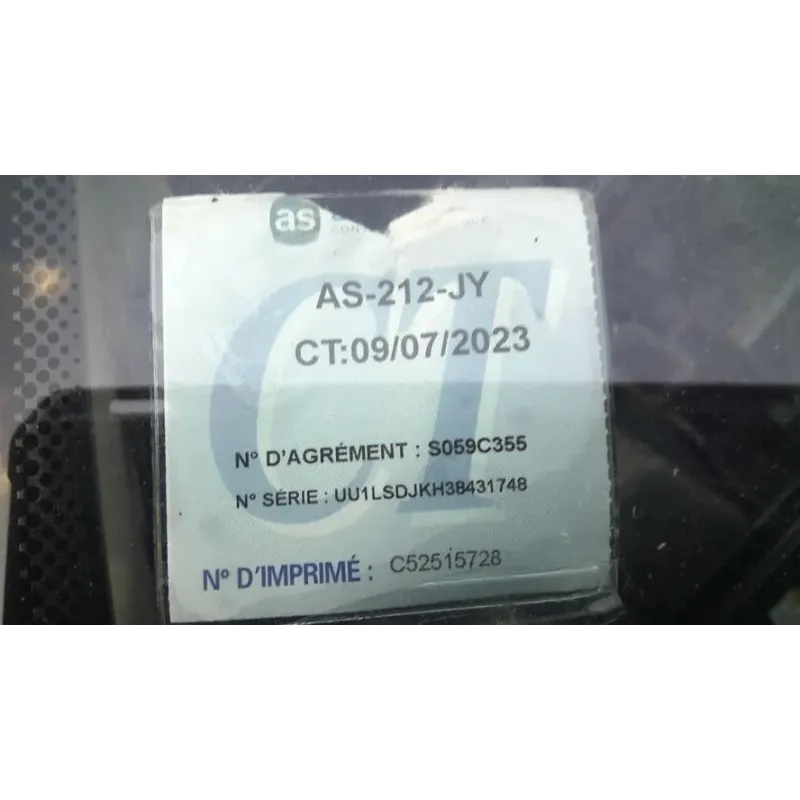 as
AS-212-JY
CT:09/07/2023
CT
N° D'AGRÉMENT : S059C355
N° SÉRIE : UU1LSDJKH38431748
N° D'IMPRIMÉ : C52515728